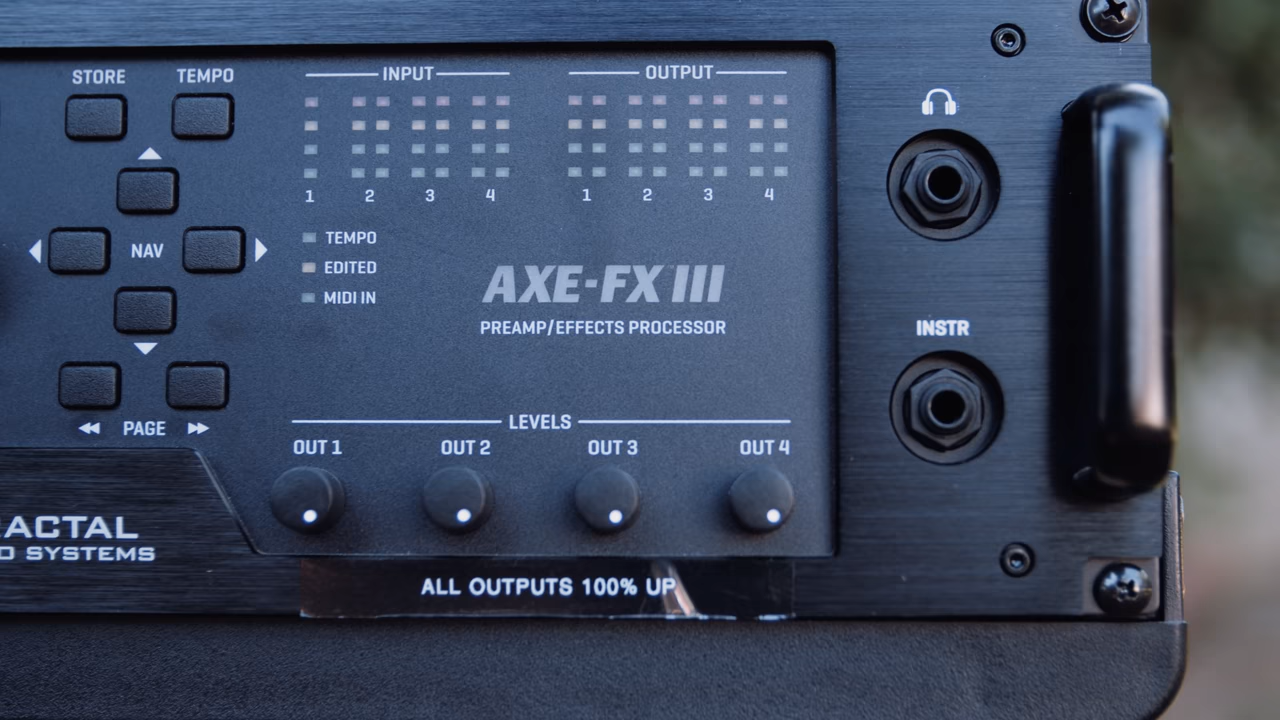 STORE TEMPO
NAV
PAGE
INPUT
1 2 3 4
OUTPUT
1 2 3 4
TEMPO
EDITED
MIDI IN
AXE-FX III
PREAMP/EFFECTS PROCESSOR
LEVELS
OUT 1 OUT 2 OUT 3 OUT 4
INSTR
ACTAL
SYSTEMS
ALL OUTPUTS 100% UP